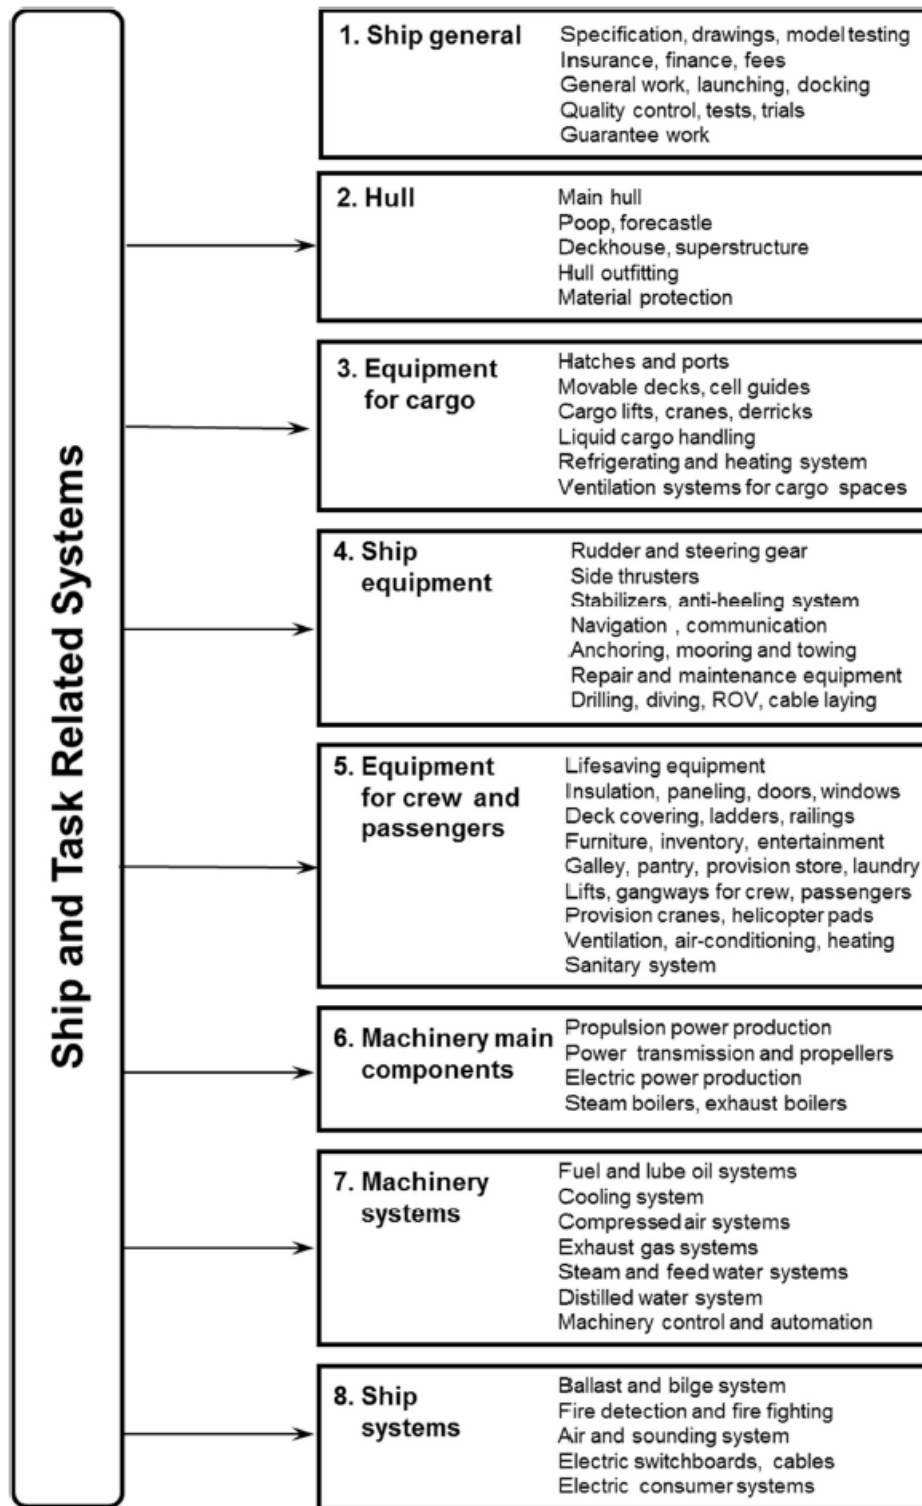 Ship and Task Related Systems
1. Ship general
Specification, drawings, model testing
Insurance, finance, fees
General work, launching, docking
Quality control, tests, trials
Guarantee work
2. Hull
Main hull
Poop, forecastle
Deckhouse, superstructure
Hull outfitting
Material protection
3. Equipment
for cargo
Hatches and ports
Movable decks, cell guides
Cargo lifts, cranes, derricks
Liquid cargo handling
Refrigerating and heating system
Ventilation systems for cargo spaces
4. Ship
equipment
Rudder and steering gear
Side thrusters
Stabilizers, anti-heeling system
Navigation , communication
Anchoring, mooring and towing
Repair and maintenance equipment
Drilling, diving, ROV, cable laying
5. Equipment
for crew and
passengers
Lifesaving equipment
Insulation, paneling, doors, windows
Deck covering, ladders, railings
Furniture, inventory, entertainment
Galley, pantry, provision store, laundry
Lifts, gangways for crew, passengers
Provision cranes, helicopter pads
Ventilation, air-conditioning, heating
Sanitary system
6. Machinery main
components
Propulsion power production
Power transmission and propellers
Electric power production
Steam boilers, exhaust boilers
7. Machinery
systems
Fuel and lube oil systems
Cooling system
Compressed air systems
Exhaust gas systems
Steam and feed water systems
Distilled water system
Machinery control and automation
8. Ship
systems
Ballast and bilge system
Fire detection and fire fighting
Air and sounding system
Electric switchboards, cables
Electric consumer systems